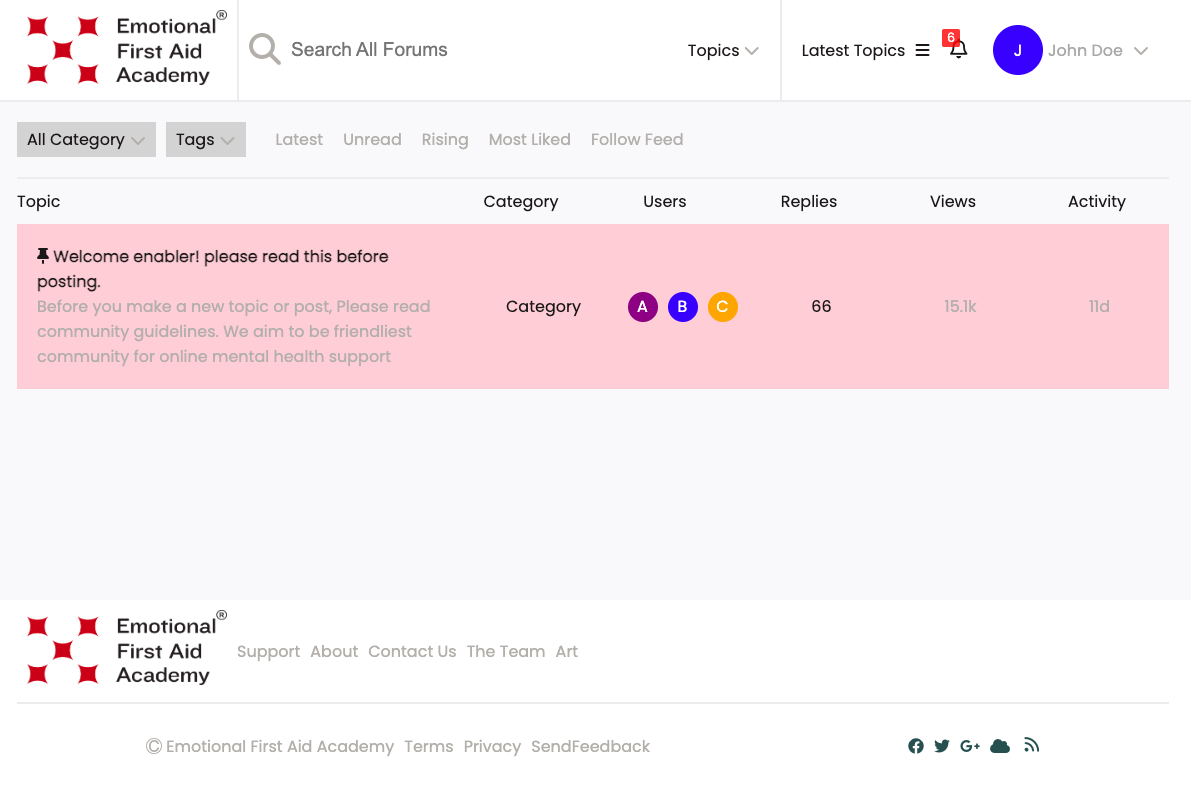 Emotional®
First Aid
Academy
Search All Forums
Topics
Latest Topics
6
J
John Doe
All Category
Tags
Latest Unread Rising Most Liked Follow Feed
Topic Category Users Replies Views Activity
Welcome enabler! please read this before
posting.
Before you make a new topic or post, Please read
community guidelines. We aim to be friendliest
community for online mental health support
Category
A B C
66
15.1k
11d
Emotional®
First Aid
Academy
Support About Contact Us The Team Art
© Emotional First Aid Academy Terms Privacy SendFeedback
G+